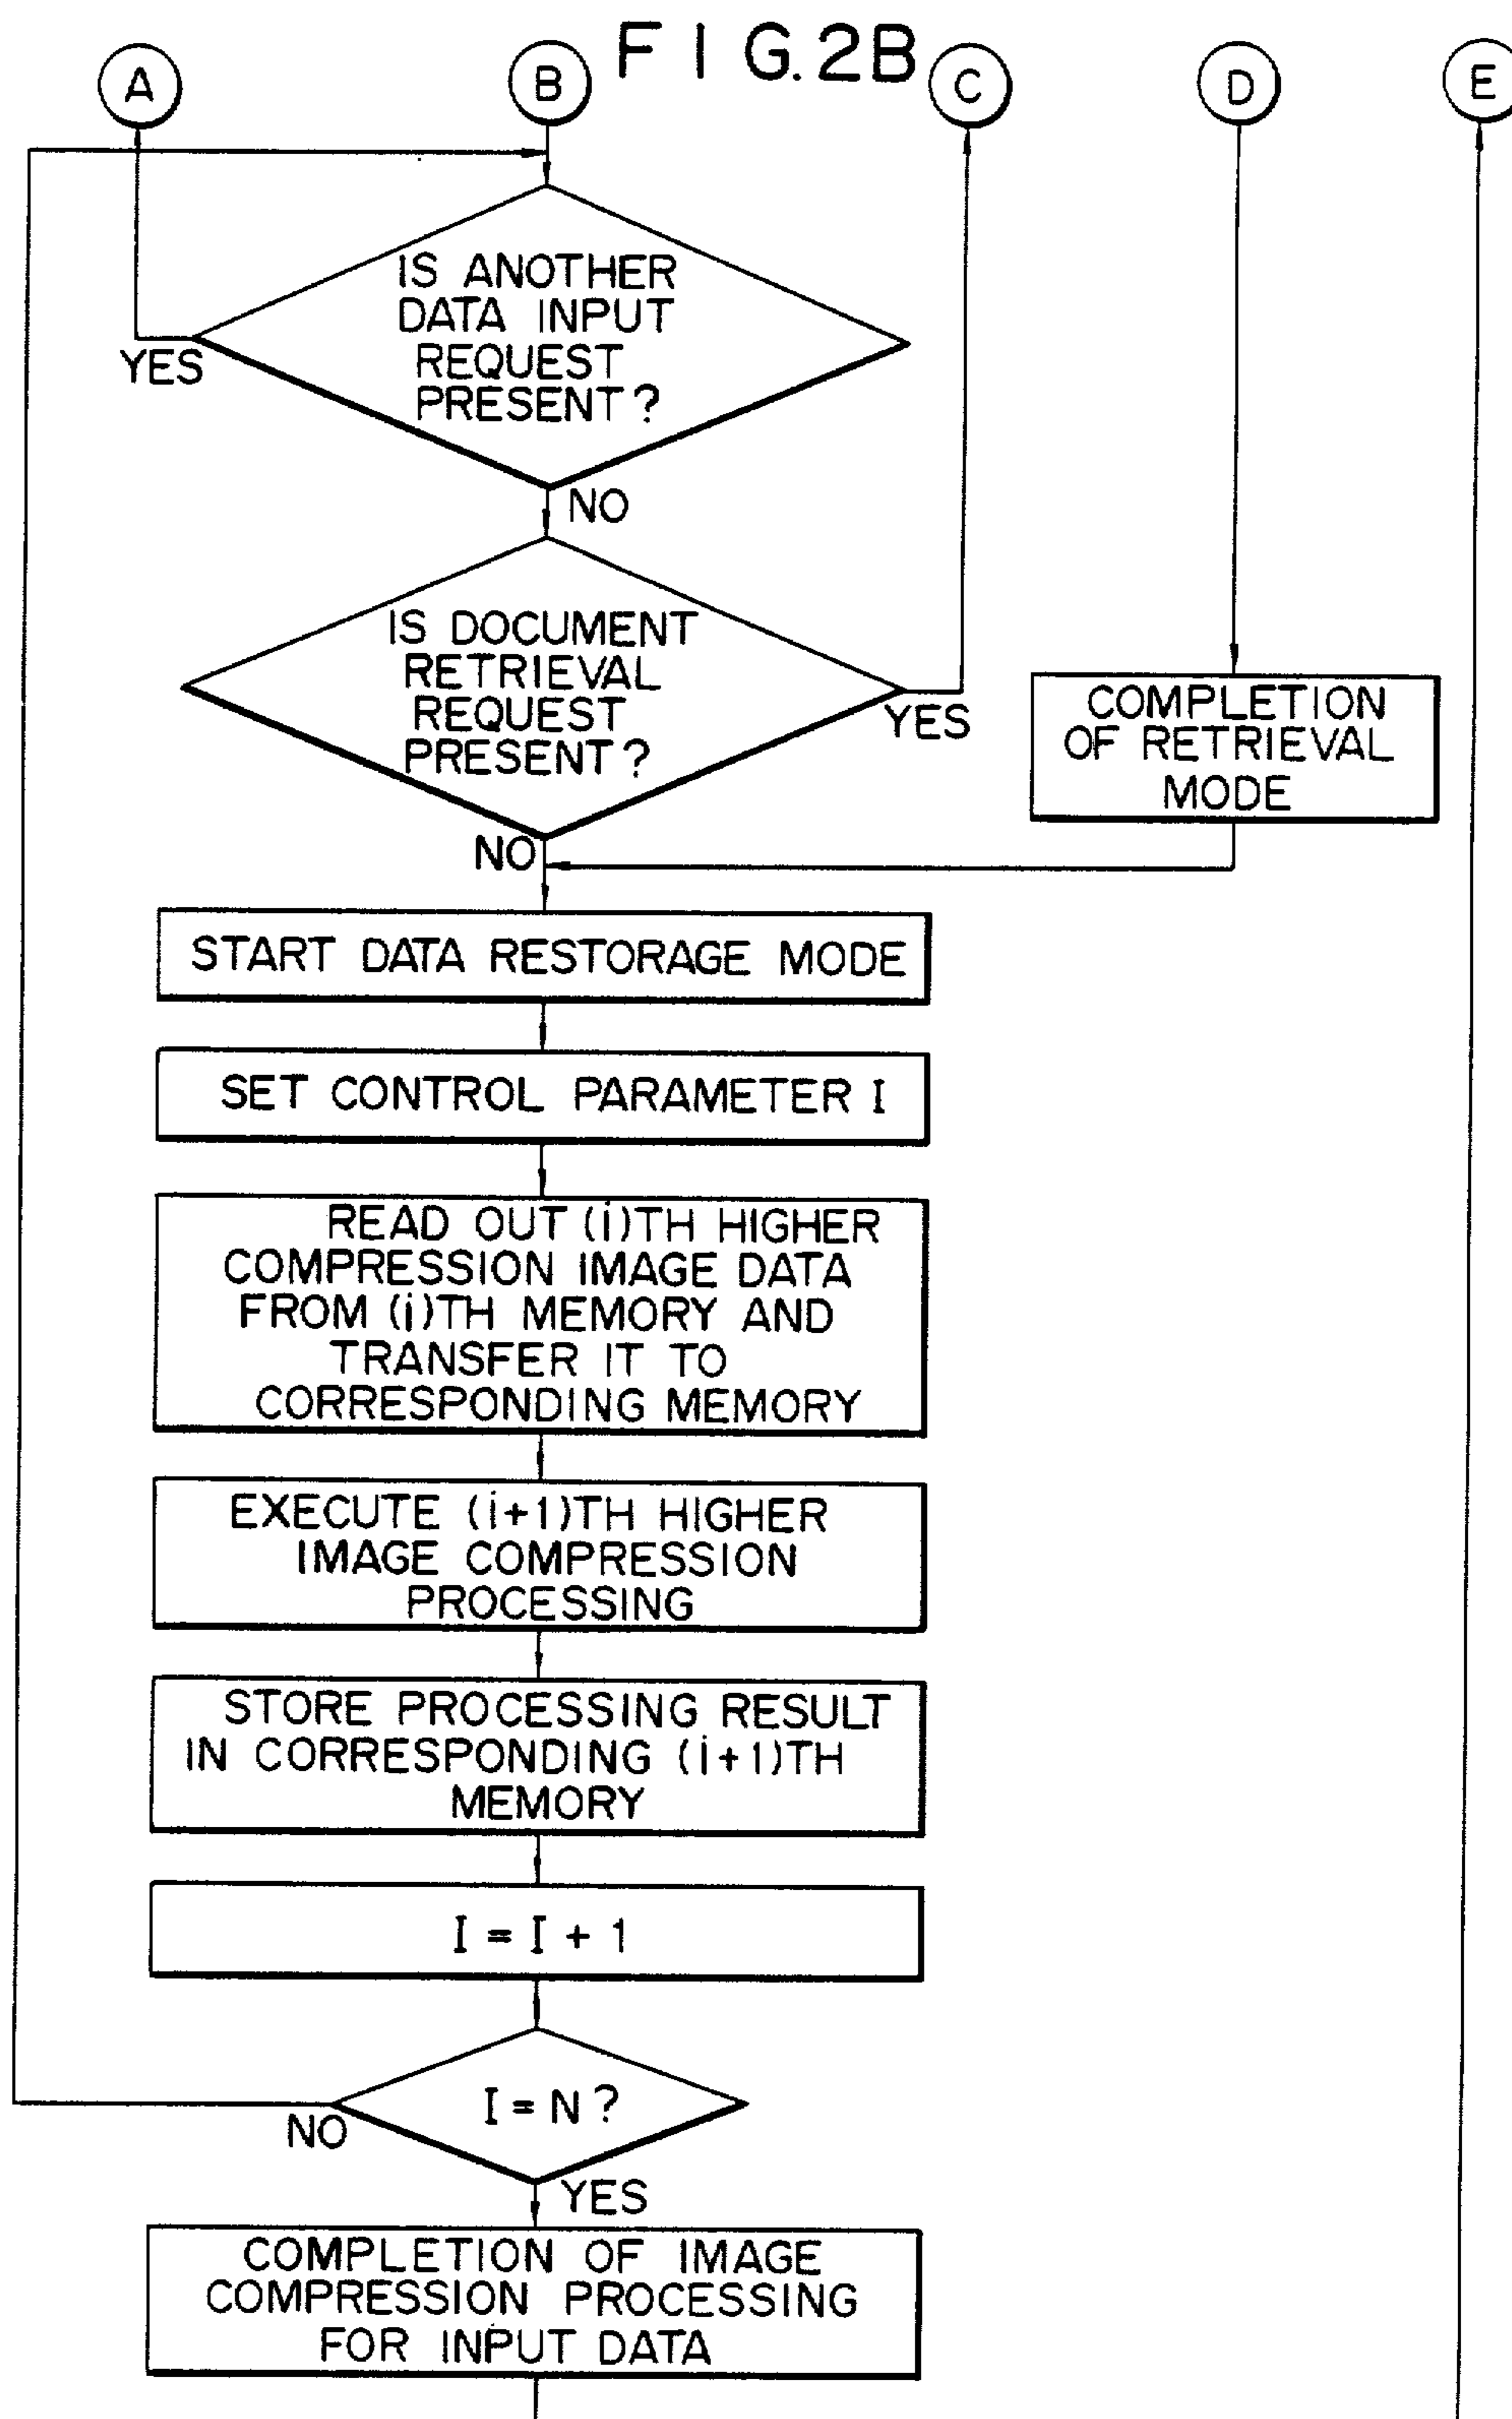 FIG. 2B
A
B
C
D
E
IS ANOTHER
DATA INPUT
REQUEST
PRESENT?
YES
NO
IS DOCUMENT
RETRIEVAL
REQUEST
PRESENT?
YES
NO
COMPLETION
OF RETRIEVAL
MODE
START DATA RESTORAGE MODE
SET CONTROL PARAMETER I
READ OUT (i)TH HIGHER
COMPRESSION IMAGE DATA
FROM (i)TH MEMORY AND
TRANSFER IT TO
CORRESPONDING MEMORY
EXECUTE (i+1)TH HIGHER
IMAGE COMPRESSION
PROCESSING
STORE PROCESSING RESULT
IN CORRESPONDING (i+1)TH
MEMORY
I = I + 1
I = N ?
NO
YES
COMPLETION OF IMAGE
COMPRESSION PROCESSING
FOR INPUT DATA